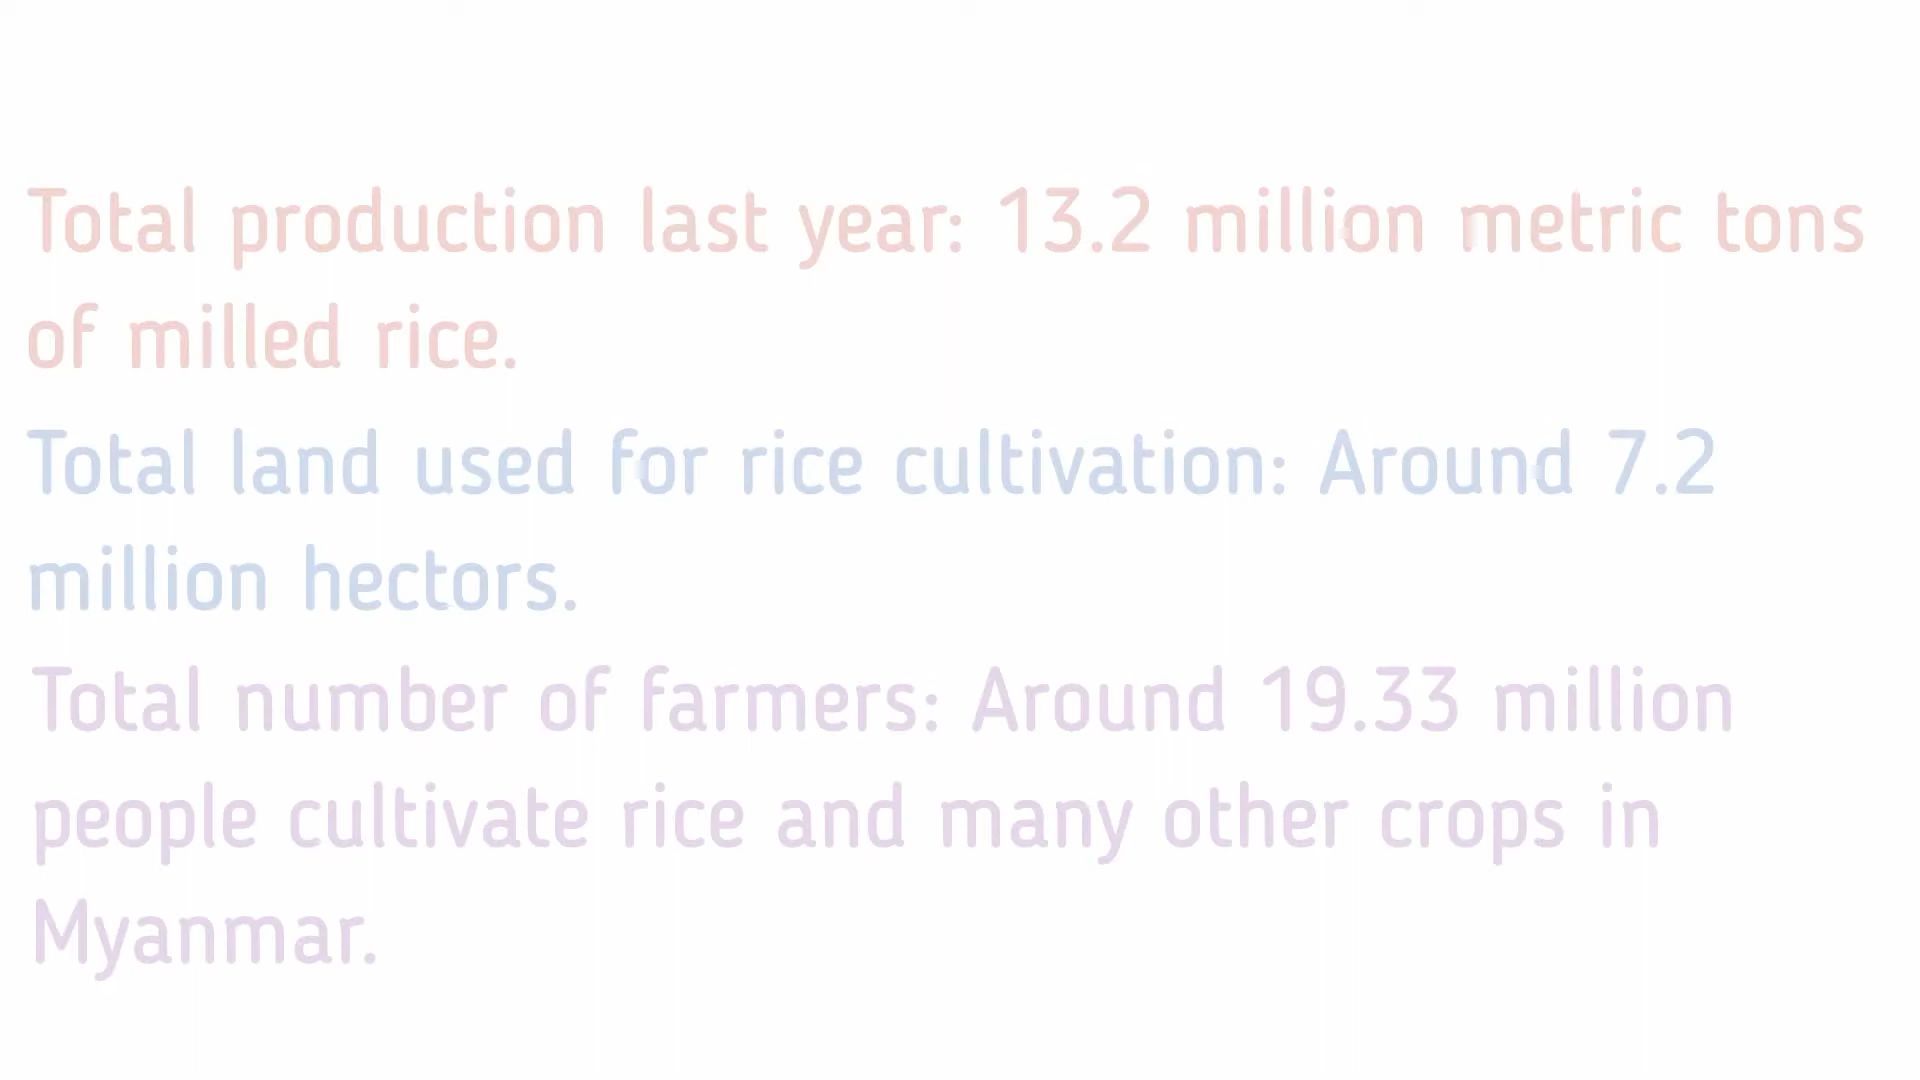 Total production last year: 13.2 million metric tons
of milled rice.
Total land used for rice cultivation: Around 7.2
million hectors.
Total number of farmers: Around 19.33 million
people cultivate rice and many other crops in
Myanmar.